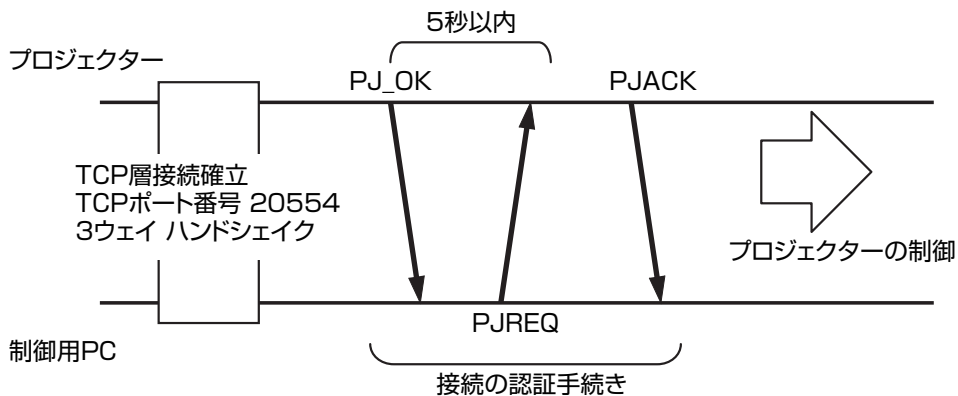 5秒以内
プロジェクター
PJ_OK
PJACK
TCP層接続確立
TCPポート番号 20554
3ウェイ ハンドシェイク
プロジェクターの制御
PJREQ
制御用PC
接続の認証手続き